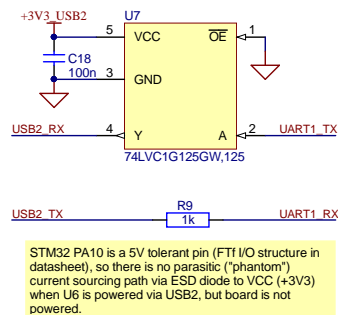 +3V3_USB2
U7
5
VCC
OE
1
C18
100n
3
GND
USB2_RX
4
Y
A
2
UART1_TX
74LVC1G125GW,125
R9
USB2_TX
1k
UART1_RX
STM32 PA10 is a 5V tolerant pin (FTf I/O structure in
datasheet), so there is no parasitic ("phantom")
current sourcing path via ESD diode to VCC (+3V3)
when U6 is powered via USB2, but board is not
powered.